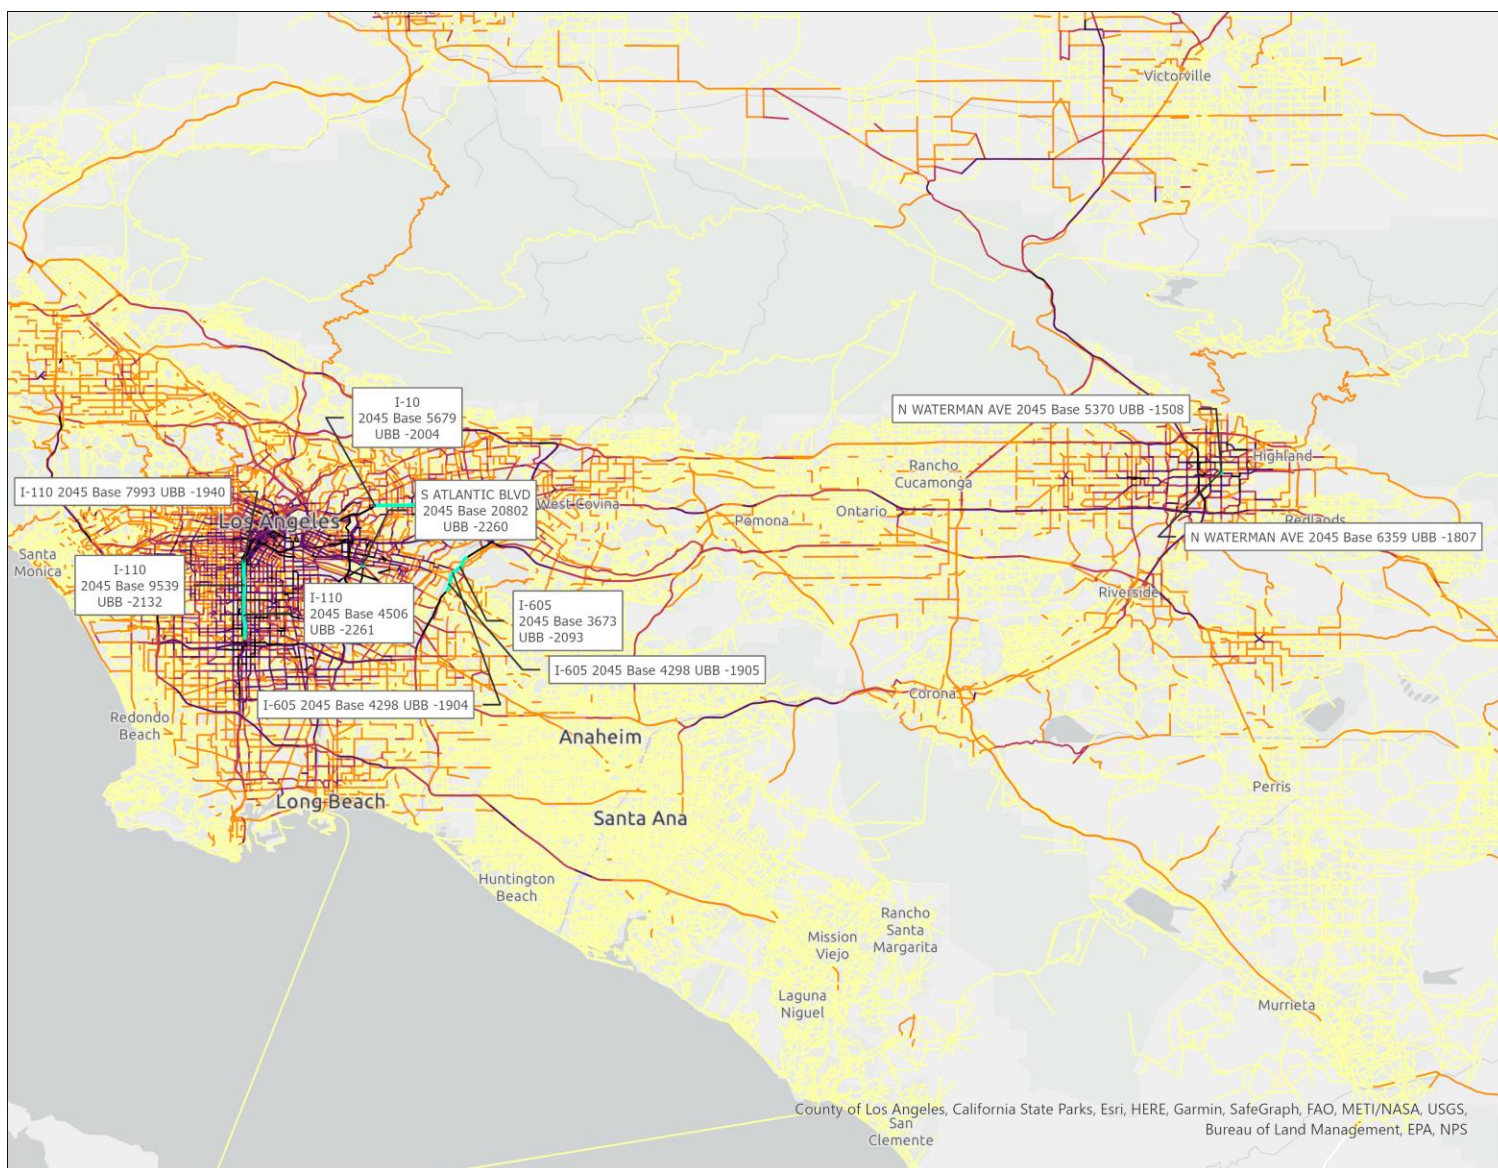 Palmdale
Victorville
I-10
2045 Base 5679
UBB -2004
N WATERMAN AVE 2045 Base 5370 UBB -1508
Highland
Rancho
Cucamonga
I-110 2045 Base 7993 UBB -1940
S ATLANTIC BLVD
2045 Base 20802
UBB -2260
West Covina
Los Angeles
Pomona
Ontario
Redlands
N WATERMAN AVE 2045 Base 6359 UBB -1807
Santa
Monica
I-110
2045 Base 9539
UBB -2132
I-110
2045 Base 4506
UBB -2261
I-605
2045 Base 3673
UBB -2093
Riverside
I-605 2045 Base 4298 UBB -1905
I-605 2045 Base 4298 UBB -1904
Corona
Redondo
Beach
Anaheim
Perris
Long Beach
Santa Ana
Huntington
Beach
Rancho
Santa
Margarita
Mission
Viejo
Laguna
Niguel
Murrieta
County of Los Angeles, California State Parks, Esri, HERE, Garmin, SafeGraph, FAO, METI/NASA, USGS,
Bureau of Land Management, EPA, NPS
San
Clemente